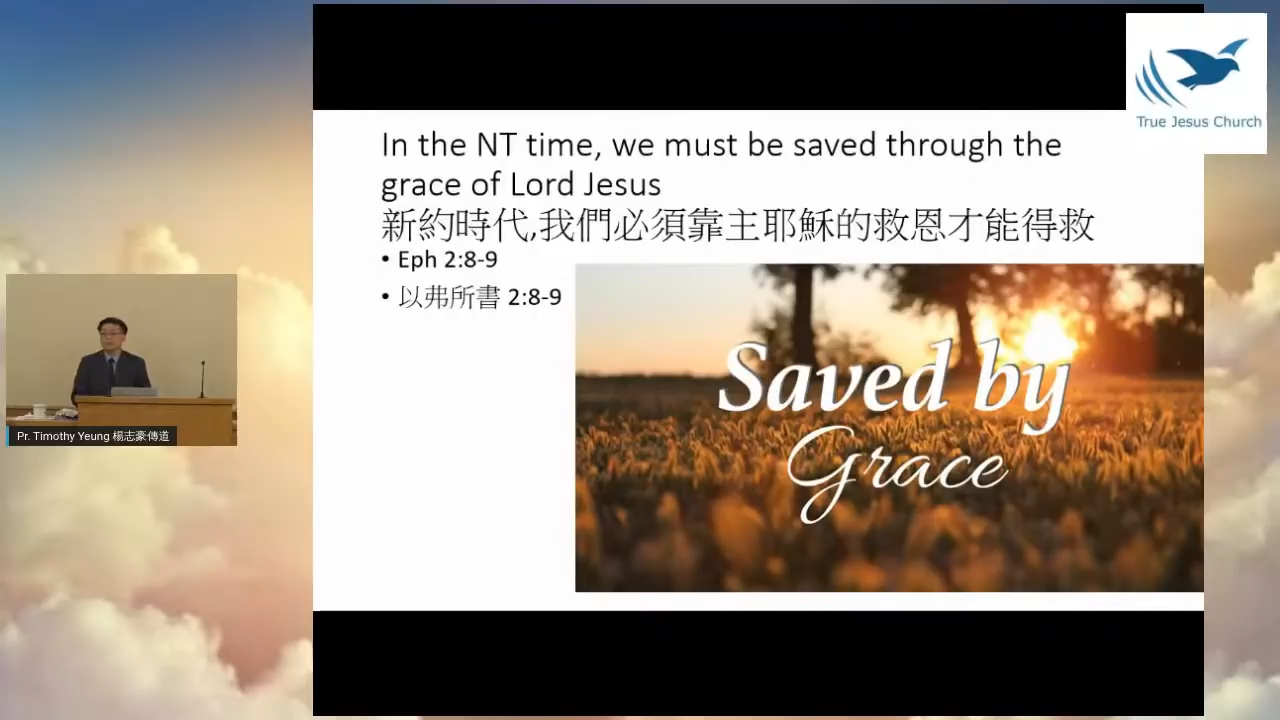 True Jesus Church
In the NT time, we must be saved through the
grace of Lord Jesus
新約時代,我們必須靠主耶穌的救恩才能得救
• Eph 2:8-9
• 以弗所書 2:8-9
Saved by
Grace
Pr. Timothy Yeung 楊志豪傳道